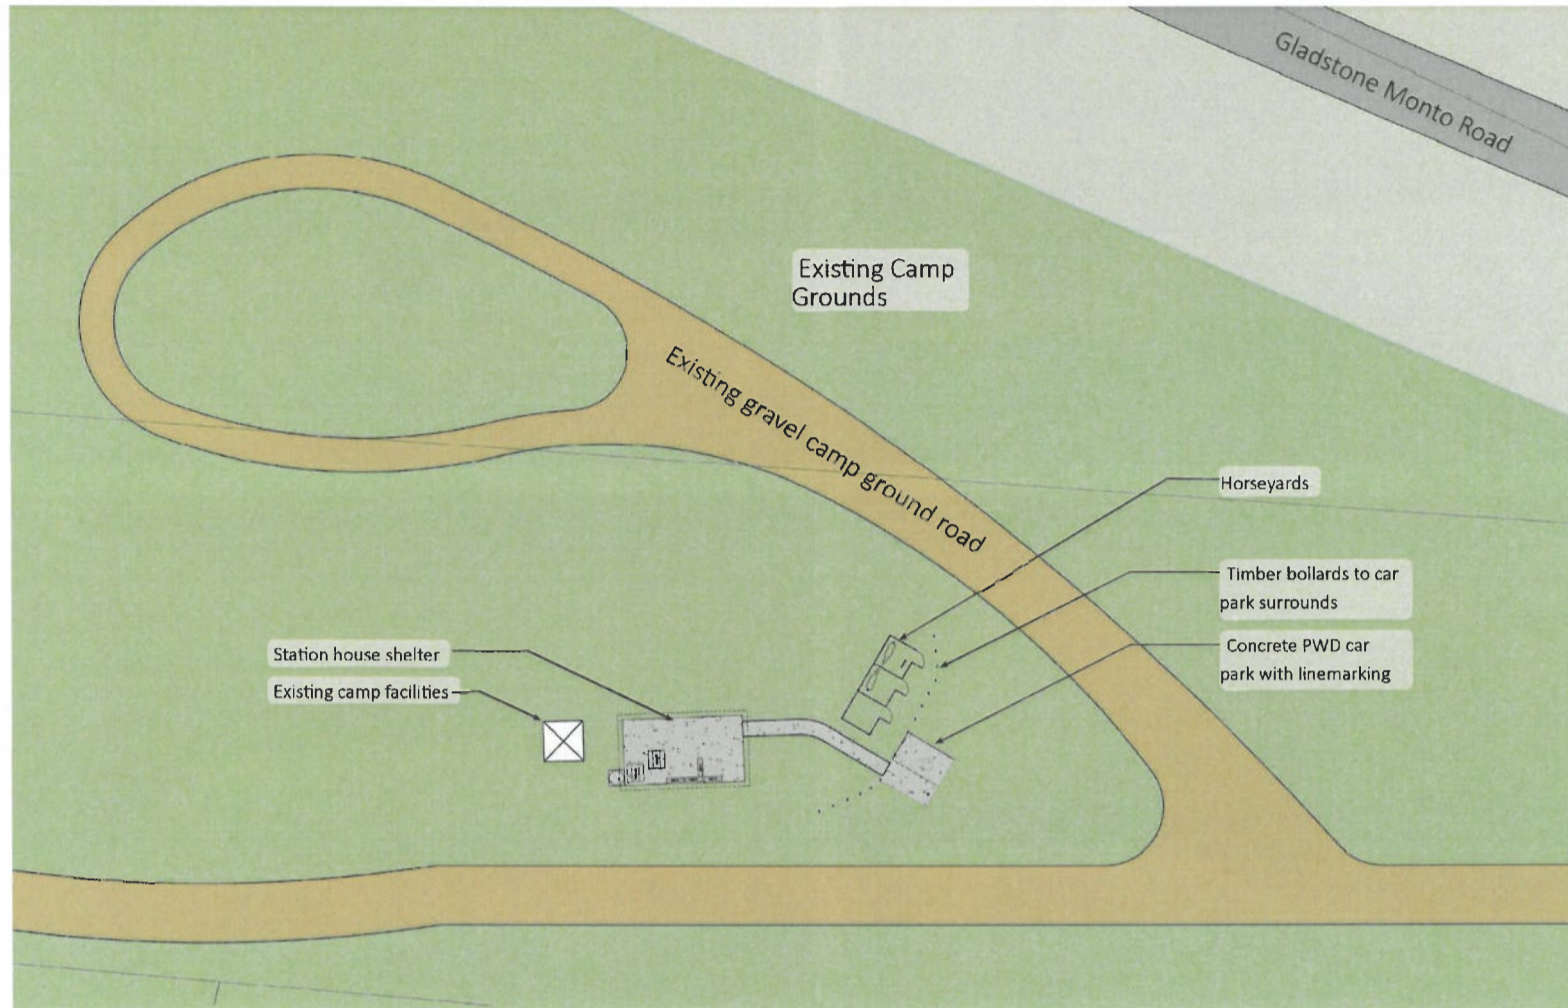 Gladstone Monto Road
Existing Camp
Grounds
Existing gravel camp ground road
Horseyards
Timber bollards to car
park surrounds
Concrete PWD car
park with linemarking
Station house shelter
Existing camp facilities